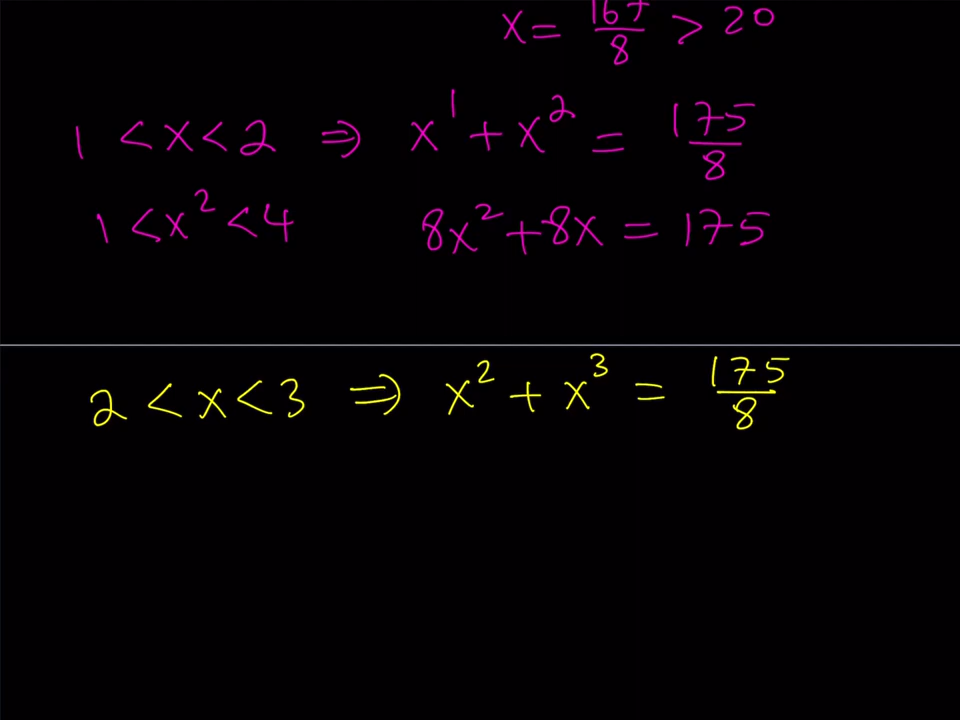 x = 167/8 > 20
1 < x < 2 ⇒ x¹ + x² = 175/8
1 < x² < 4 8x² + 8x = 175
2 < x < 3 ⇒ x² + x³ = 175/8